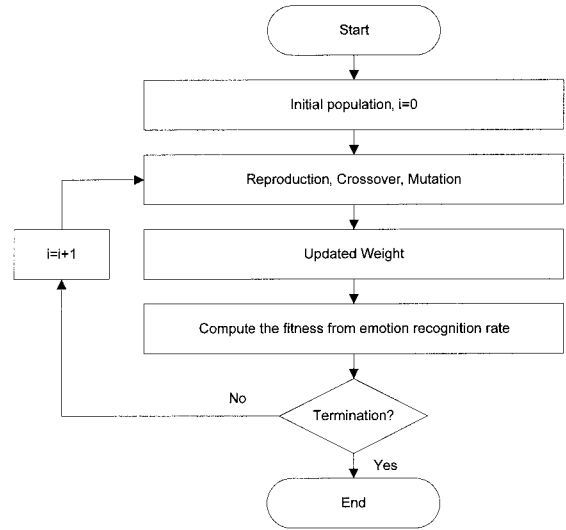 Start
Initial population, i=0
Reproduction, Crossover, Mutation
i=i+1
Updated Weight
Compute the fitness from emotion recognition rate
No
Termination?
Yes
End